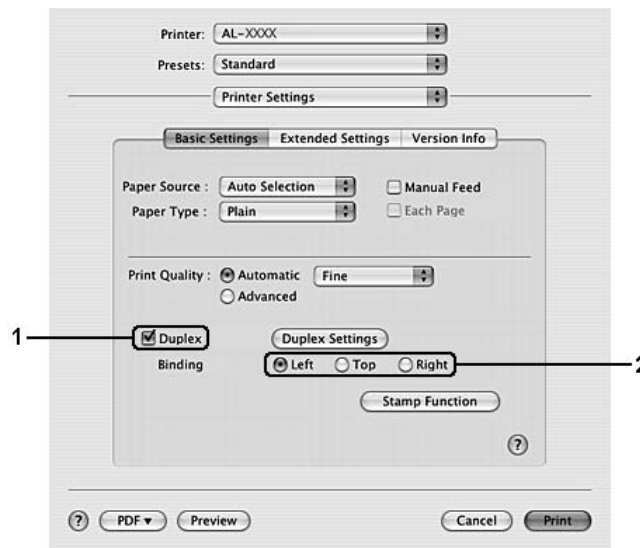 Printer: AL-XXXX
Presets: Standard
Printer Settings
Basic Settings Extended Settings Version Info
Paper Source : Auto Selection Manual Feed
Paper Type : Plain Each Page
Print Quality : Automatic Fine
Advanced
1 Duplex Duplex Settings
Binding Left Top Right 2
Stamp Function
?
? PDF▼ Preview Cancel Print